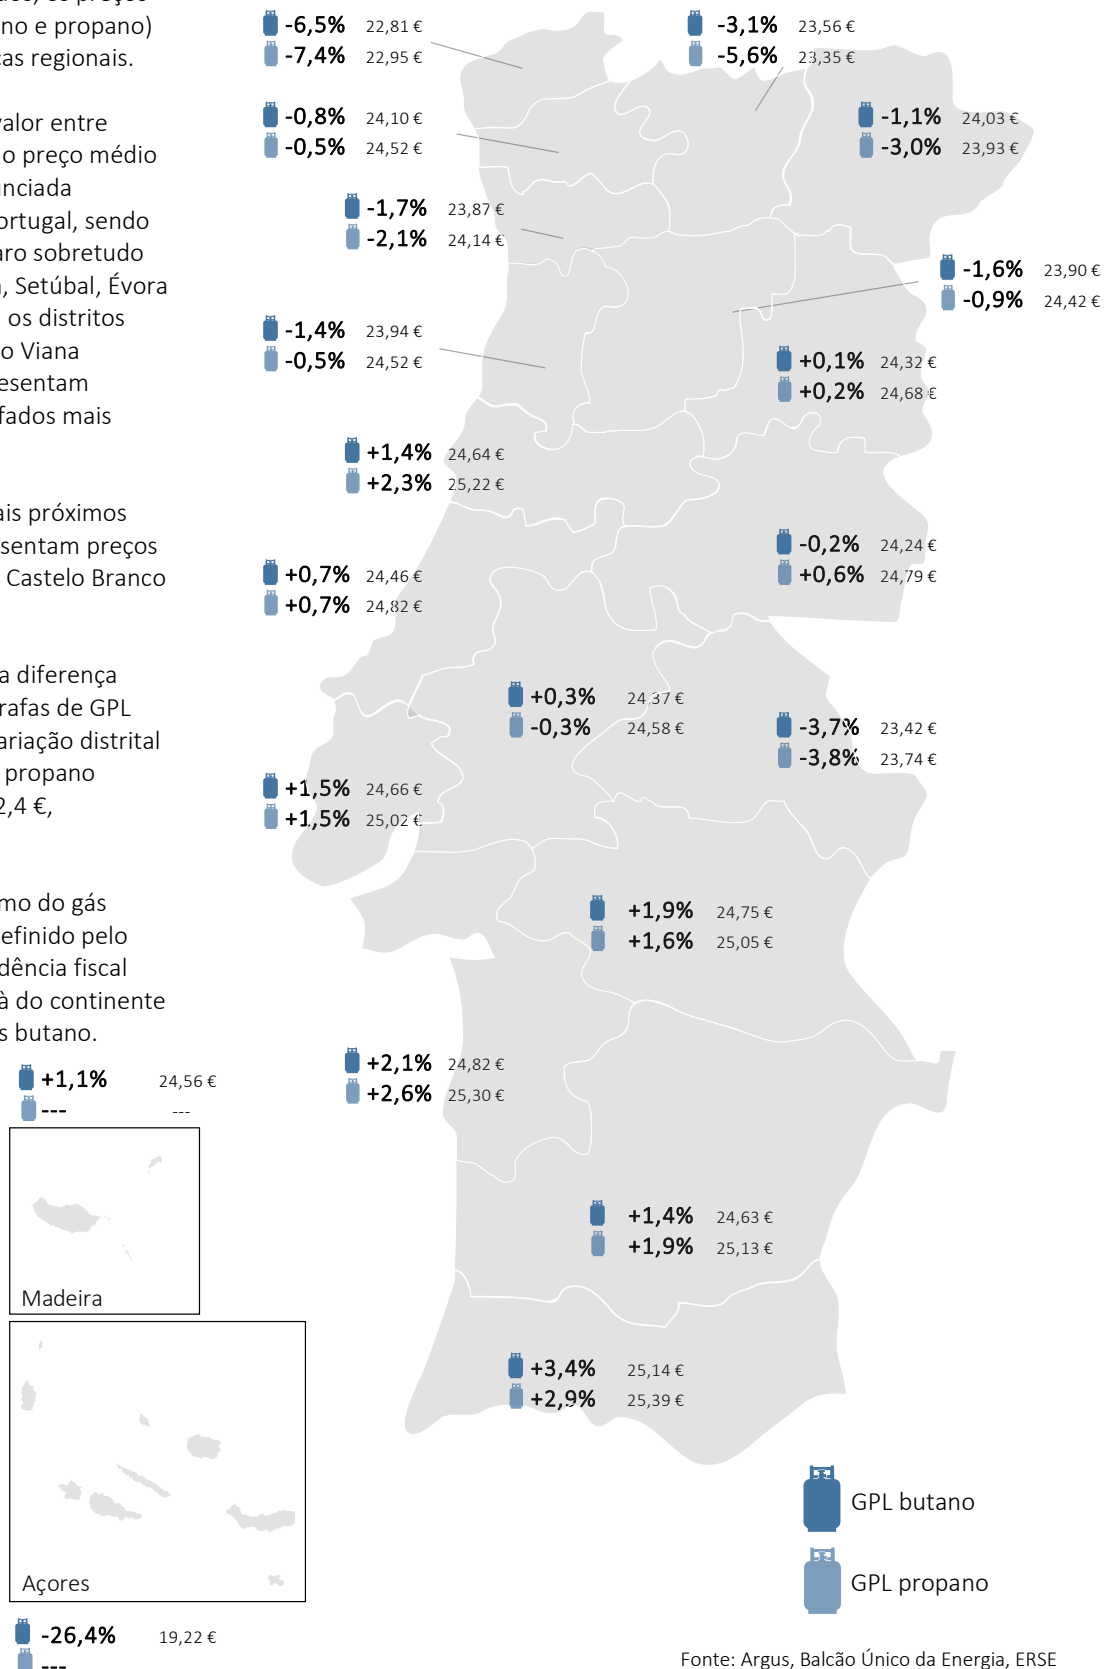 no e propano)
as regionais.
valor entre
o preço médio
nciada
ortugal, sendo
aro sobretudo
, Setúbal, Évora
os distritos
o Viana
esentam
fados mais
ais próximos
sentam preços
Castelo Branco
a diferença
rafas de GPL
ariação distrital
propano
2,4 €,
mo do gás
efinido pelo
dência fiscal
à do continente
s butano.
-6,5% 22,81 €
-7,4% 22,95 €
-3,1% 23,56 €
-5,6% 23,35 €
-0,8% 24,10 €
-0,5% 24,52 €
-1,1% 24,03 €
-3,0% 23,93 €
-1,7% 23,87 €
-2,1% 24,14 €
-1,6% 23,90 €
-0,9% 24,42 €
-1,4% 23,94 €
-0,5% 24,52 €
+0,1% 24,32 €
+0,2% 24,68 €
+1,4% 24,64 €
+2,3% 25,22 €
-0,2% 24,24 €
+0,6% 24,79 €
+0,7% 24,46 €
+0,7% 24,82 €
+0,3% 24,37 €
-0,3% 24,58 €
-3,7% 23,42 €
-3,8% 23,74 €
+1,5% 24,66 €
+1,5% 25,02 €
+1,9% 24,75 €
+1,6% 25,05 €
+2,1% 24,82 €
+2,6% 25,30 €
+1,4% 24,63 €
+1,9% 25,13 €
+3,4% 25,14 €
+2,9% 25,39 €
+1,1% 24,56 €
--- ---
Madeira
Açores
-26,4% 19,22 €
---
GPL butano
GPL propano
Fonte: Argus, Balcão Único da Energia, ERSE